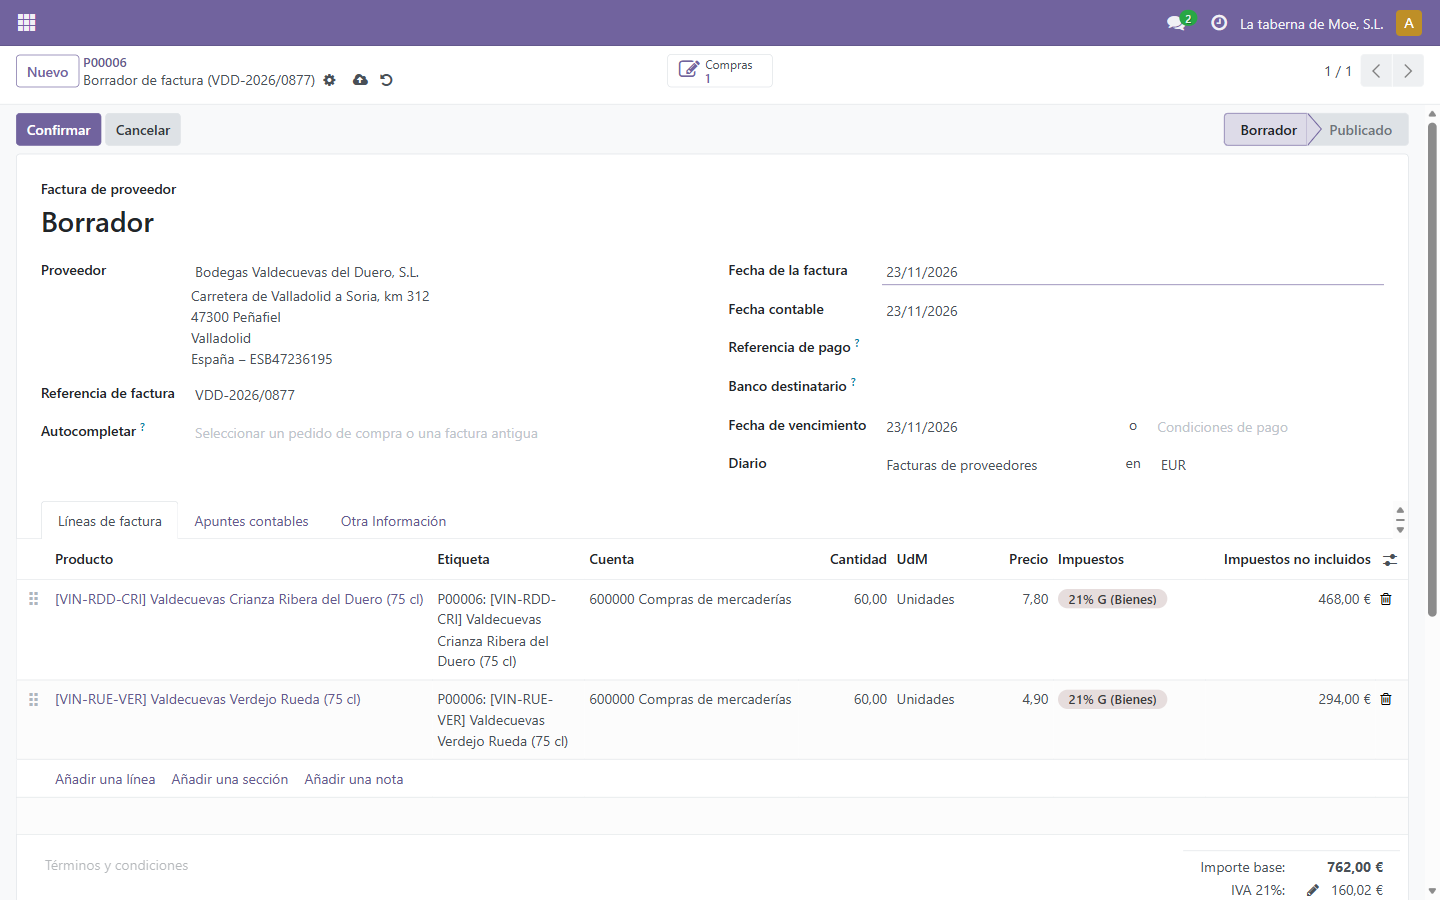 2
La taberna de Moe, S.L.
A
Nuevo
P00006
Borrador de factura (VDD-2026/0877)
Compras
1
1 / 1
Confirmar
Cancelar
Borrador
Publicado
Factura de proveedor
Borrador
Proveedor
Bodegas Valdecuevas del Duero, S.L.
Carretera de Valladolid a Soria, km 312
47300 Peñafiel
Valladolid
España – ESB47236195
Referencia de factura
VDD-2026/0877
Autocompletar ?
Seleccionar un pedido de compra o una factura antigua
Fecha de la factura
23/11/2026
Fecha contable
23/11/2026
Referencia de pago ?
Banco destinatario ?
Fecha de vencimiento
23/11/2026
o
Condiciones de pago
Diario
Facturas de proveedores
en
EUR
Líneas de factura
Apuntes contables
Otra Información
Producto
Etiqueta
Cuenta
Cantidad
UdM
Precio
Impuestos
Impuestos no incluidos
[VIN-RDD-CRI] Valdecuevas Crianza Ribera del Duero (75 cl)
P00006: [VIN-RDD-
CRI] Valdecuevas
Crianza Ribera del
Duero (75 cl)
600000 Compras de mercaderías
60,00
Unidades
7,80
21% G (Bienes)
468,00 €
[VIN-RUE-VER] Valdecuevas Verdejo Rueda (75 cl)
P00006: [VIN-RUE-
VER] Valdecuevas
Verdejo Rueda (75 cl)
600000 Compras de mercaderías
60,00
Unidades
4,90
21% G (Bienes)
294,00 €
Añadir una línea
Añadir una sección
Añadir una nota
Términos y condiciones
Importe base:
762,00 €
IVA 21%:
160,02 €